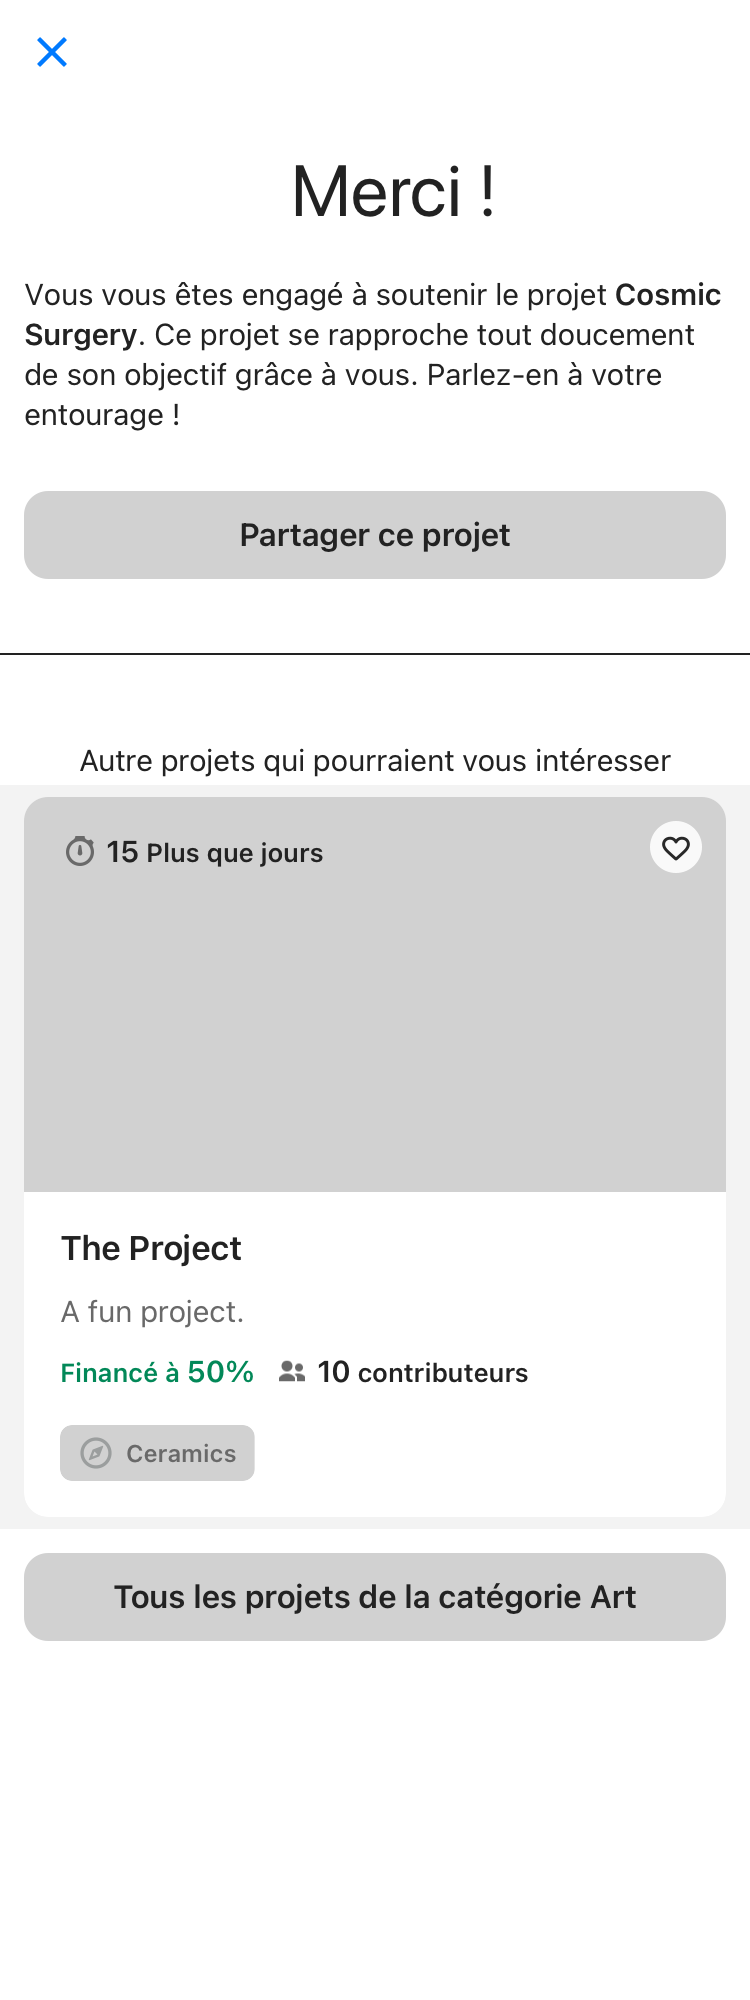 Merci !
Vous vous êtes engagé à soutenir le projet Cosmic
Surgery. Ce projet se rapproche tout doucement
de son objectif grâce à vous. Parlez-en à votre
entourage !
Partager ce projet
Autre projets qui pourraient vous intéresser
15 Plus que jours
The Project
A fun project.
Financé à 50% 10 contributeurs
Ceramics
Tous les projets de la catégorie Art